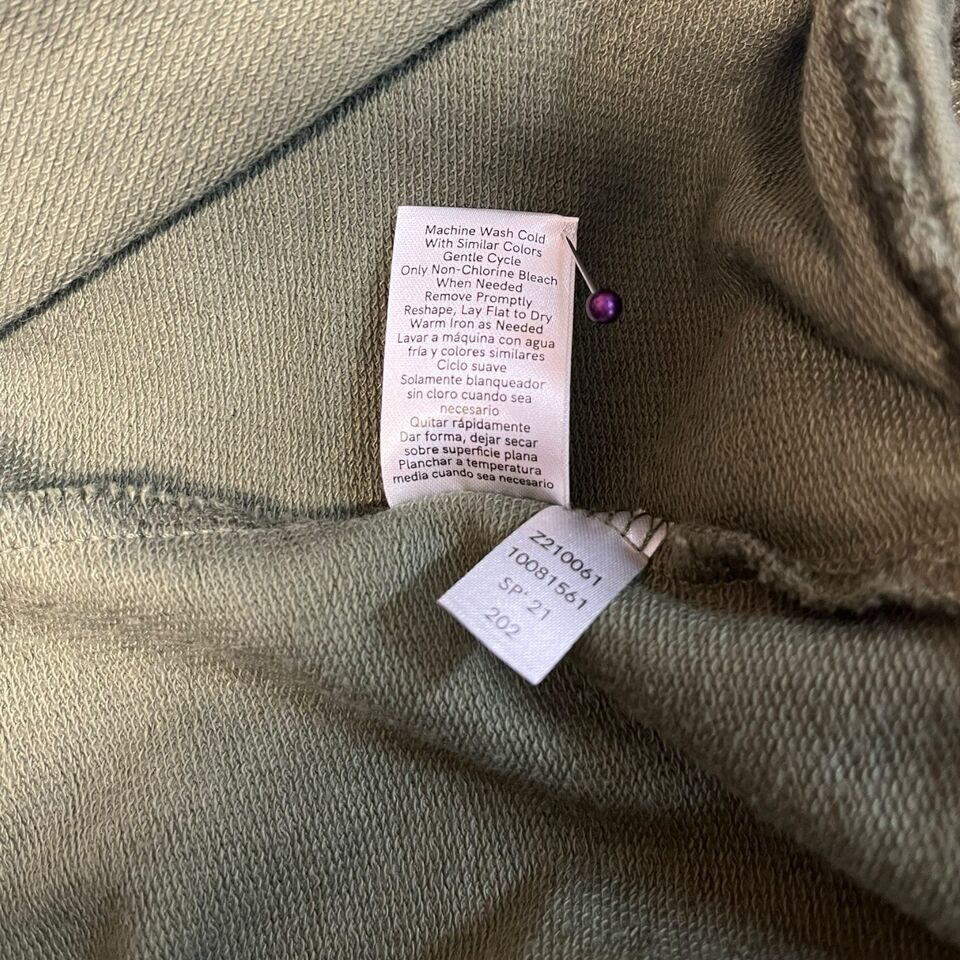 Machine Wash Cold
With Similar Colors
Gentle Cycle
Only Non-Chlorine Bleach
When Needed
Remove Promptly
Reshape, Lay Flat to Dry
Warm Iron as Needed
Lavar a máquina con agua
fría y colores similares
Ciclo suave
Solamente blanqueador
sin cloro cuando sea
necesario
Quitar rápidamente
Dar forma, dejar secar
sobre superficie plana
Planchar a temperatura
media cuando sea necesario
Z210061
10081561
SP' 21
202